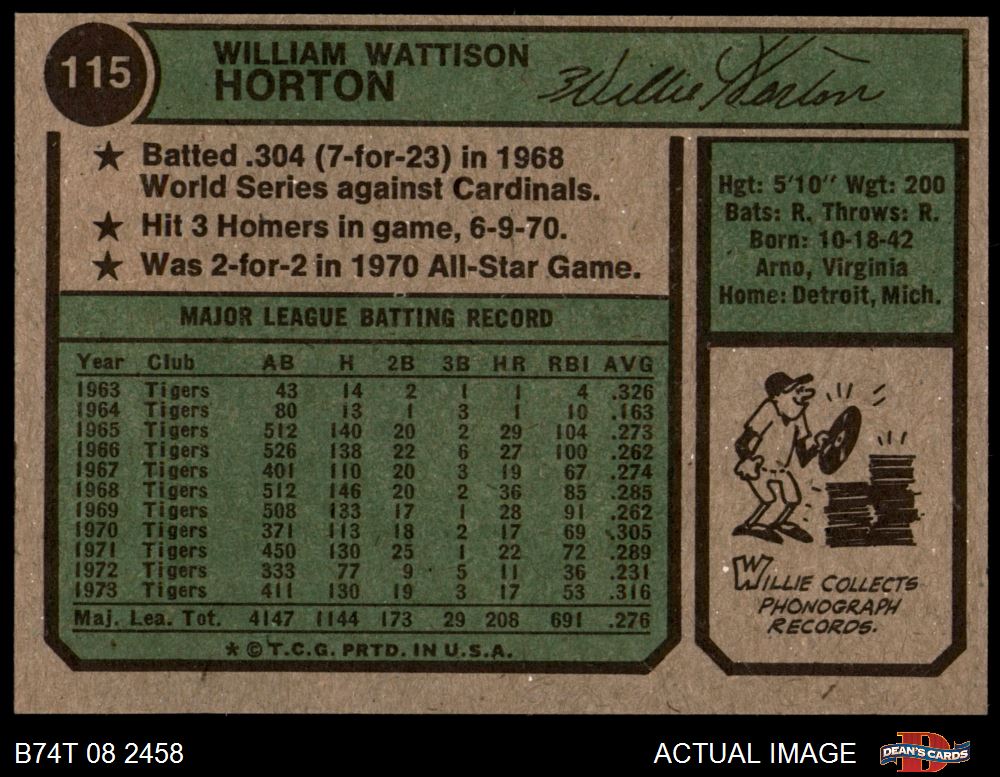 115
WILLIAM WATTISON
HORTON
Willie Horton
★ Batted .304 (7-for-23) in 1968
World Series against Cardinals.
★ Hit 3 Homers in game, 6-9-70.
★ Was 2-for-2 in 1970 All-Star Game.
Hgt: 5'10" Wgt: 200
Bats: R. Throws: R.
Born: 10-18-42
Arno, Virginia
Home: Detroit, Mich.
MAJOR LEAGUE BATTING RECORD
Year Club AB H 2B 3B HR RBI AVG
1963 Tigers 43 14 2 1 1 4 .326
1964 Tigers 80 13 1 3 1 10 .163
1965 Tigers 512 140 20 2 29 104 .273
1966 Tigers 526 138 22 6 27 100 .262
1967 Tigers 401 110 20 3 19 67 .274
1968 Tigers 512 146 20 2 36 85 .285
1969 Tigers 508 133 17 1 28 91 .262
1970 Tigers 371 113 18 2 17 69 .305
1971 Tigers 450 130 25 1 22 72 .289
1972 Tigers 333 77 9 5 11 36 .231
1973 Tigers 411 130 19 3 17 53 .316
Maj. Lea. Tot. 4147 1144 173 29 208 691 .276
★ © T.C.G. PRTD. IN U.S.A.
WILLIE COLLECTS
PHONOGRAPH
RECORDS.
B74T 08 2458
ACTUAL IMAGE
DEAN'S CARDS